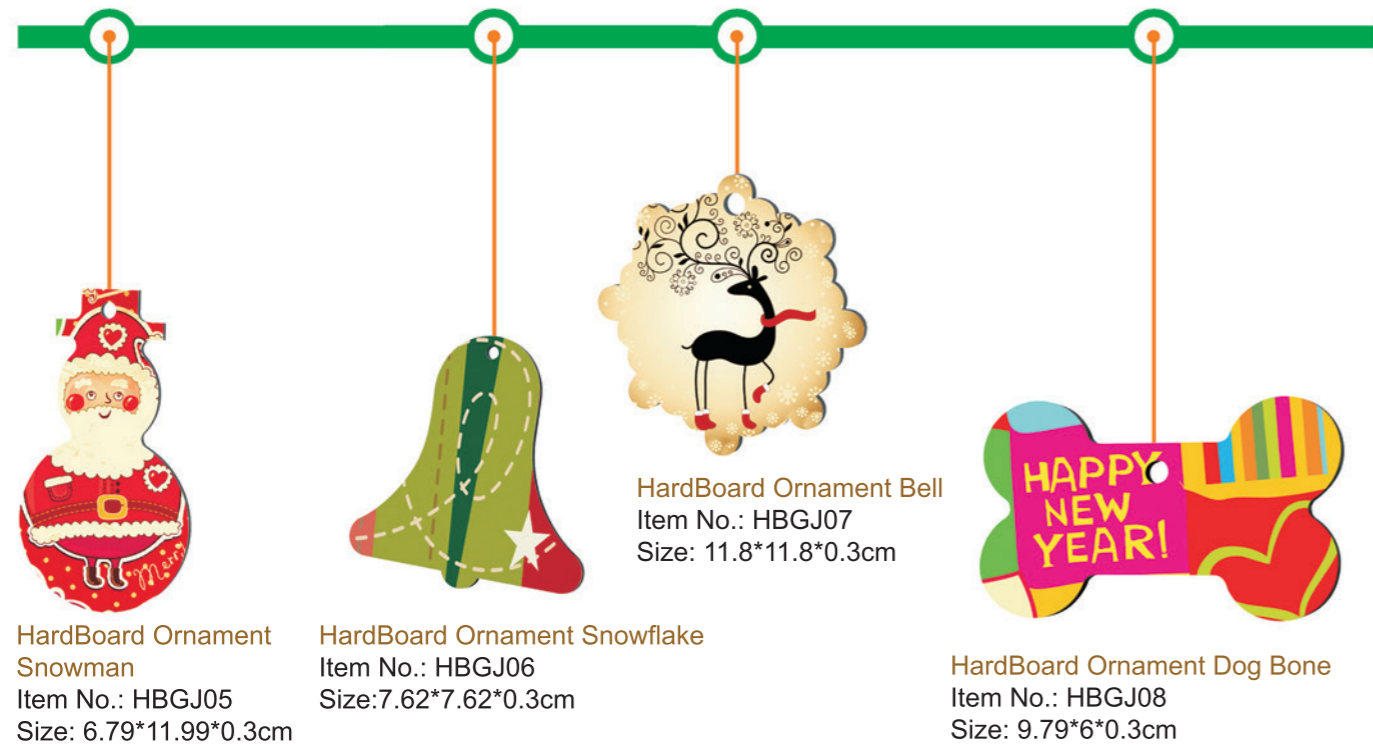 Merry
HardBoard Ornament
Snowman
Item No.: HBGJ05
Size: 6.79*11.99*0.3cm
HardBoard Ornament Snowflake
Item No.: HBGJ06
Size:7.62*7.62*0.3cm
HardBoard Ornament Bell
Item No.: HBGJ07
Size: 11.8*11.8*0.3cm
HAPPY
NEW
YEAR!
HardBoard Ornament Dog Bone
Item No.: HBGJ08
Size: 9.79*6*0.3cm